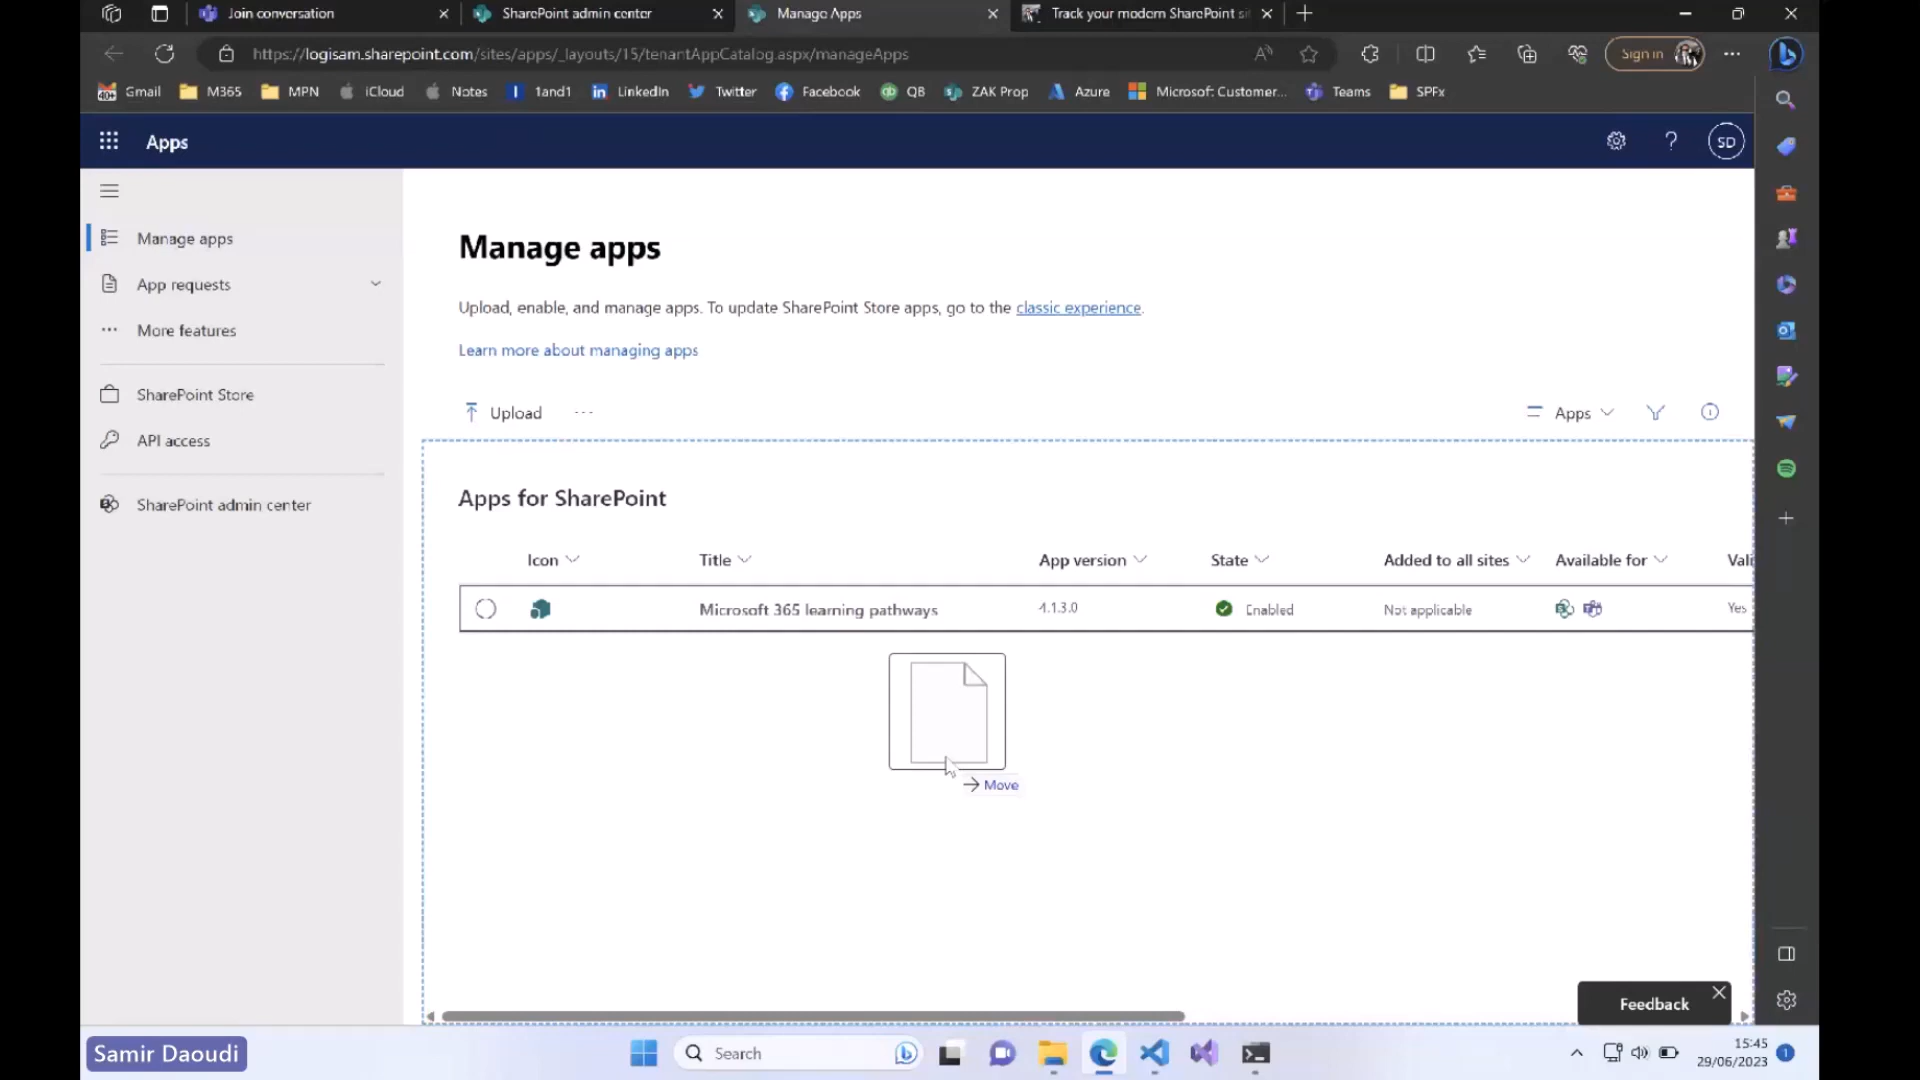 Join conversation
SharePoint admin center
Manage Apps
Track your modern SharePoint si
https://logisam.sharepoint.com/sites/apps/_layouts/15/tenantAppCatalog.aspx/manageApps
Sign in
40+
Gmail
M365
MPN
iCloud
Notes
1and1
LinkedIn
Twitter
Facebook
QB
ZAK Prop
Azure
Microsoft Customer...
Teams
SPFx
Apps
SD
Manage apps
App requests
More features
SharePoint Store
API access
SharePoint admin center
Manage apps
Upload, enable, and manage apps. To update SharePoint Store apps, go to the classic experience.
Learn more about managing apps
Upload
Apps
Apps for SharePoint
Icon
Title
App version
State
Added to all sites
Available for
Vali
Microsoft 365 learning pathways
4.1.3.0
Enabled
Not applicable
Yes
Move
Feedback
Samir Daoudi
Search
15:45
29/06/2023
1